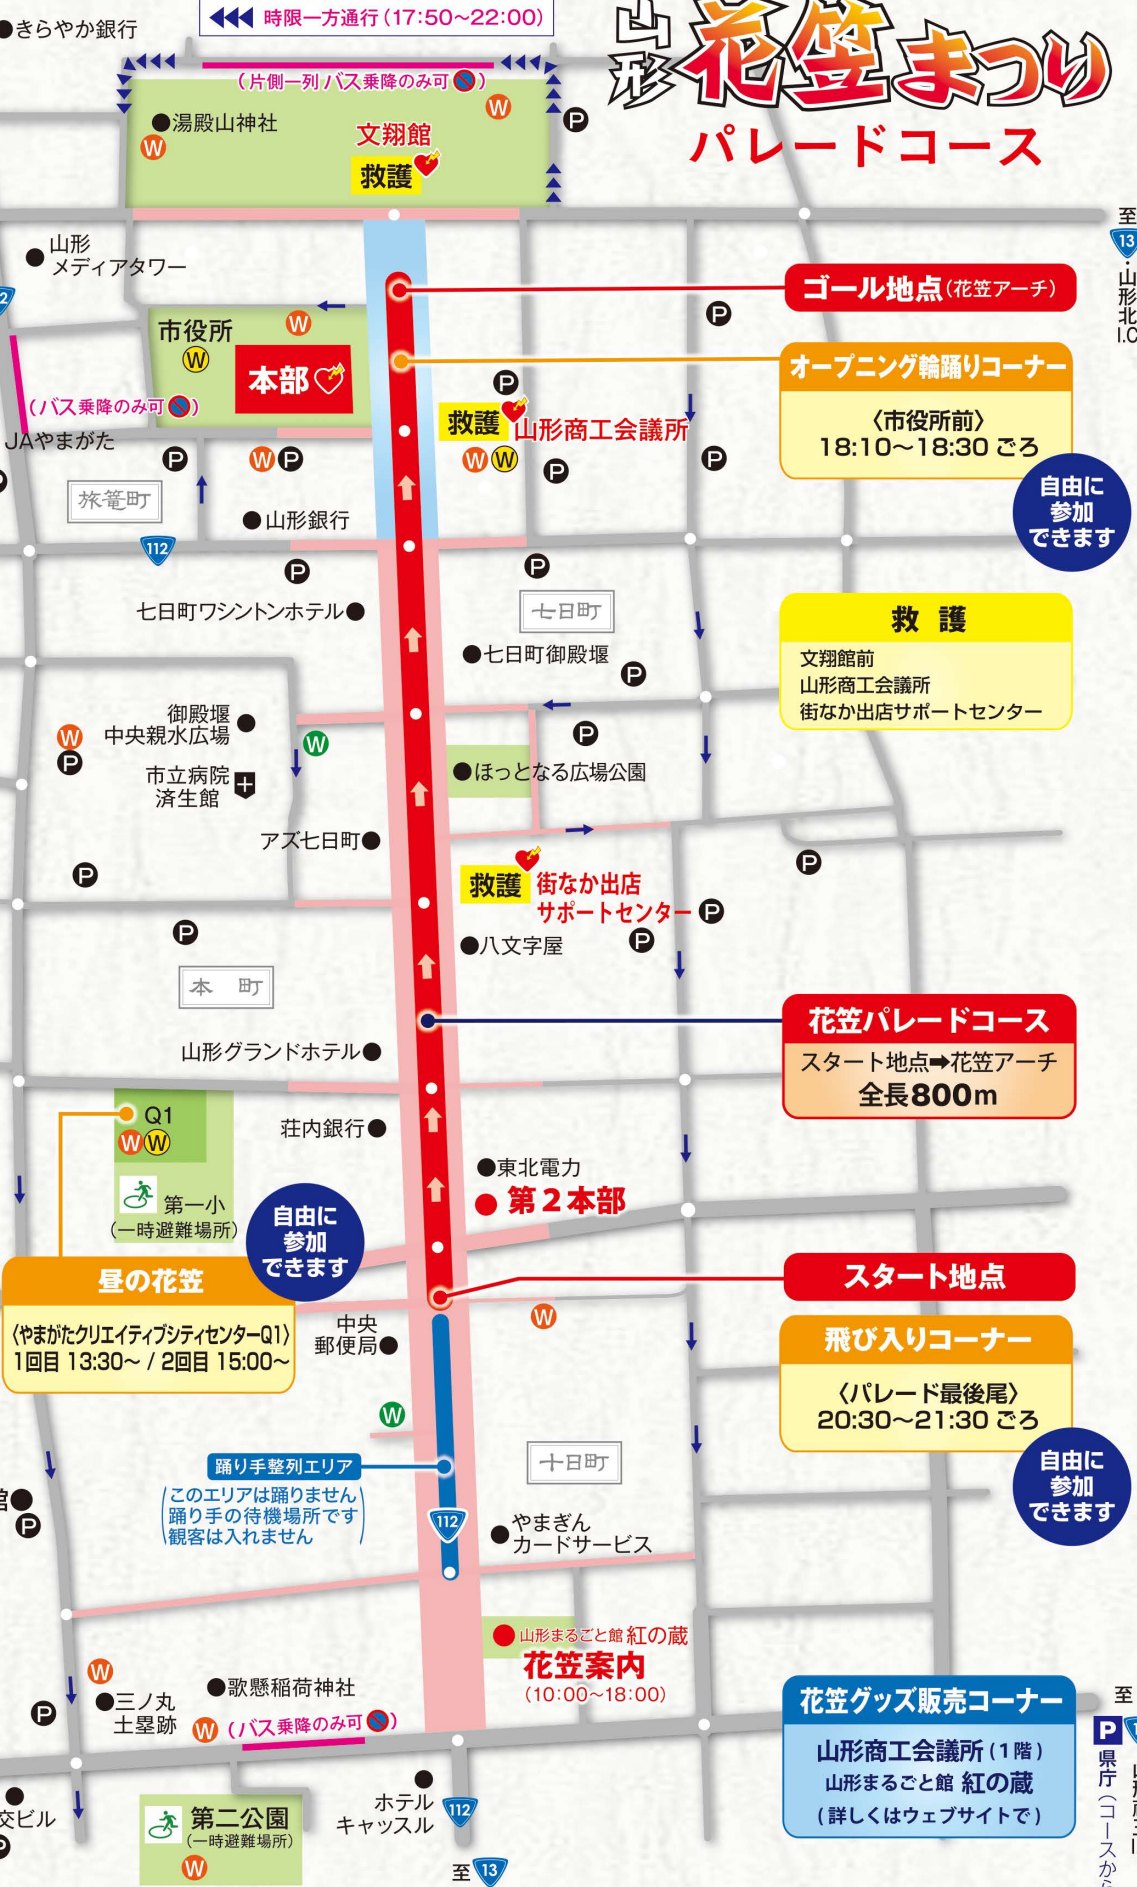 きらやか銀行
時限一方通行(17:50〜22:00)
山形
花笠まつり
パレードコース
(片側一列 バス乗降のみ可)
W
P
湯殿山神社
W
文翔館
救護
至
13
・山形北I.C
山形
メディアタワー
ゴール地点(花笠アーチ)
P
市役所
W
W
本部
オープニング輪踊りコーナー
〈市役所前〉
18:10〜18:30 ごろ
自由に
参加
できます
(バス乗降のみ可)
JAやまがた
P
救護
山形商工会議所
W W
P
P
P
W P
旅篭町
山形銀行
112
P
P
七日町ワシントンホテル
七日町
七日町御殿堰
P
救 護
文翔館前
山形商工会議所
街なか出店サポートセンター
御殿堰
中央親水広場
W
P
W
P
市立病院
済生館
ほっとなる広場公園
アズ七日町
P
P
救護
街なか出店
サポートセンター
P
P
八文字屋
P
本 町
花笠パレードコース
スタート地点➡花笠アーチ
全長800m
山形グランドホテル
Q1
W W
荘内銀行
東北電力
第2本部
第一小
(一時避難場所)
自由に
参加
できます
昼の花笠
〈やまがたクリエイティブシティセンターQ1〉
1回目 13:30〜 / 2回目 15:00〜
スタート地点
中央
郵便局
W
飛び入りコーナー
〈パレード最後尾〉
20:30〜21:30 ごろ
自由に
参加
できます
W
踊り手整列エリア
(このエリアは踊りません
踊り手の待機場所です
観客は入れません)
十日町
112
館
P
やまぎん
カードサービス
山形まるごと館 紅の蔵
花笠案内
(10:00〜18:00)
W
三ノ丸
土塁跡
P
歌懸稲荷神社
W
(バス乗降のみ可)
花笠グッズ販売コーナー
山形商工会議所(1階)
山形まるごと館 紅の蔵
(詳しくはウェブサイトで)
至
P
県庁(コースから
交ビル
第二公園
(一時避難場所)
W
ホテル
キャッスル
112
至 13